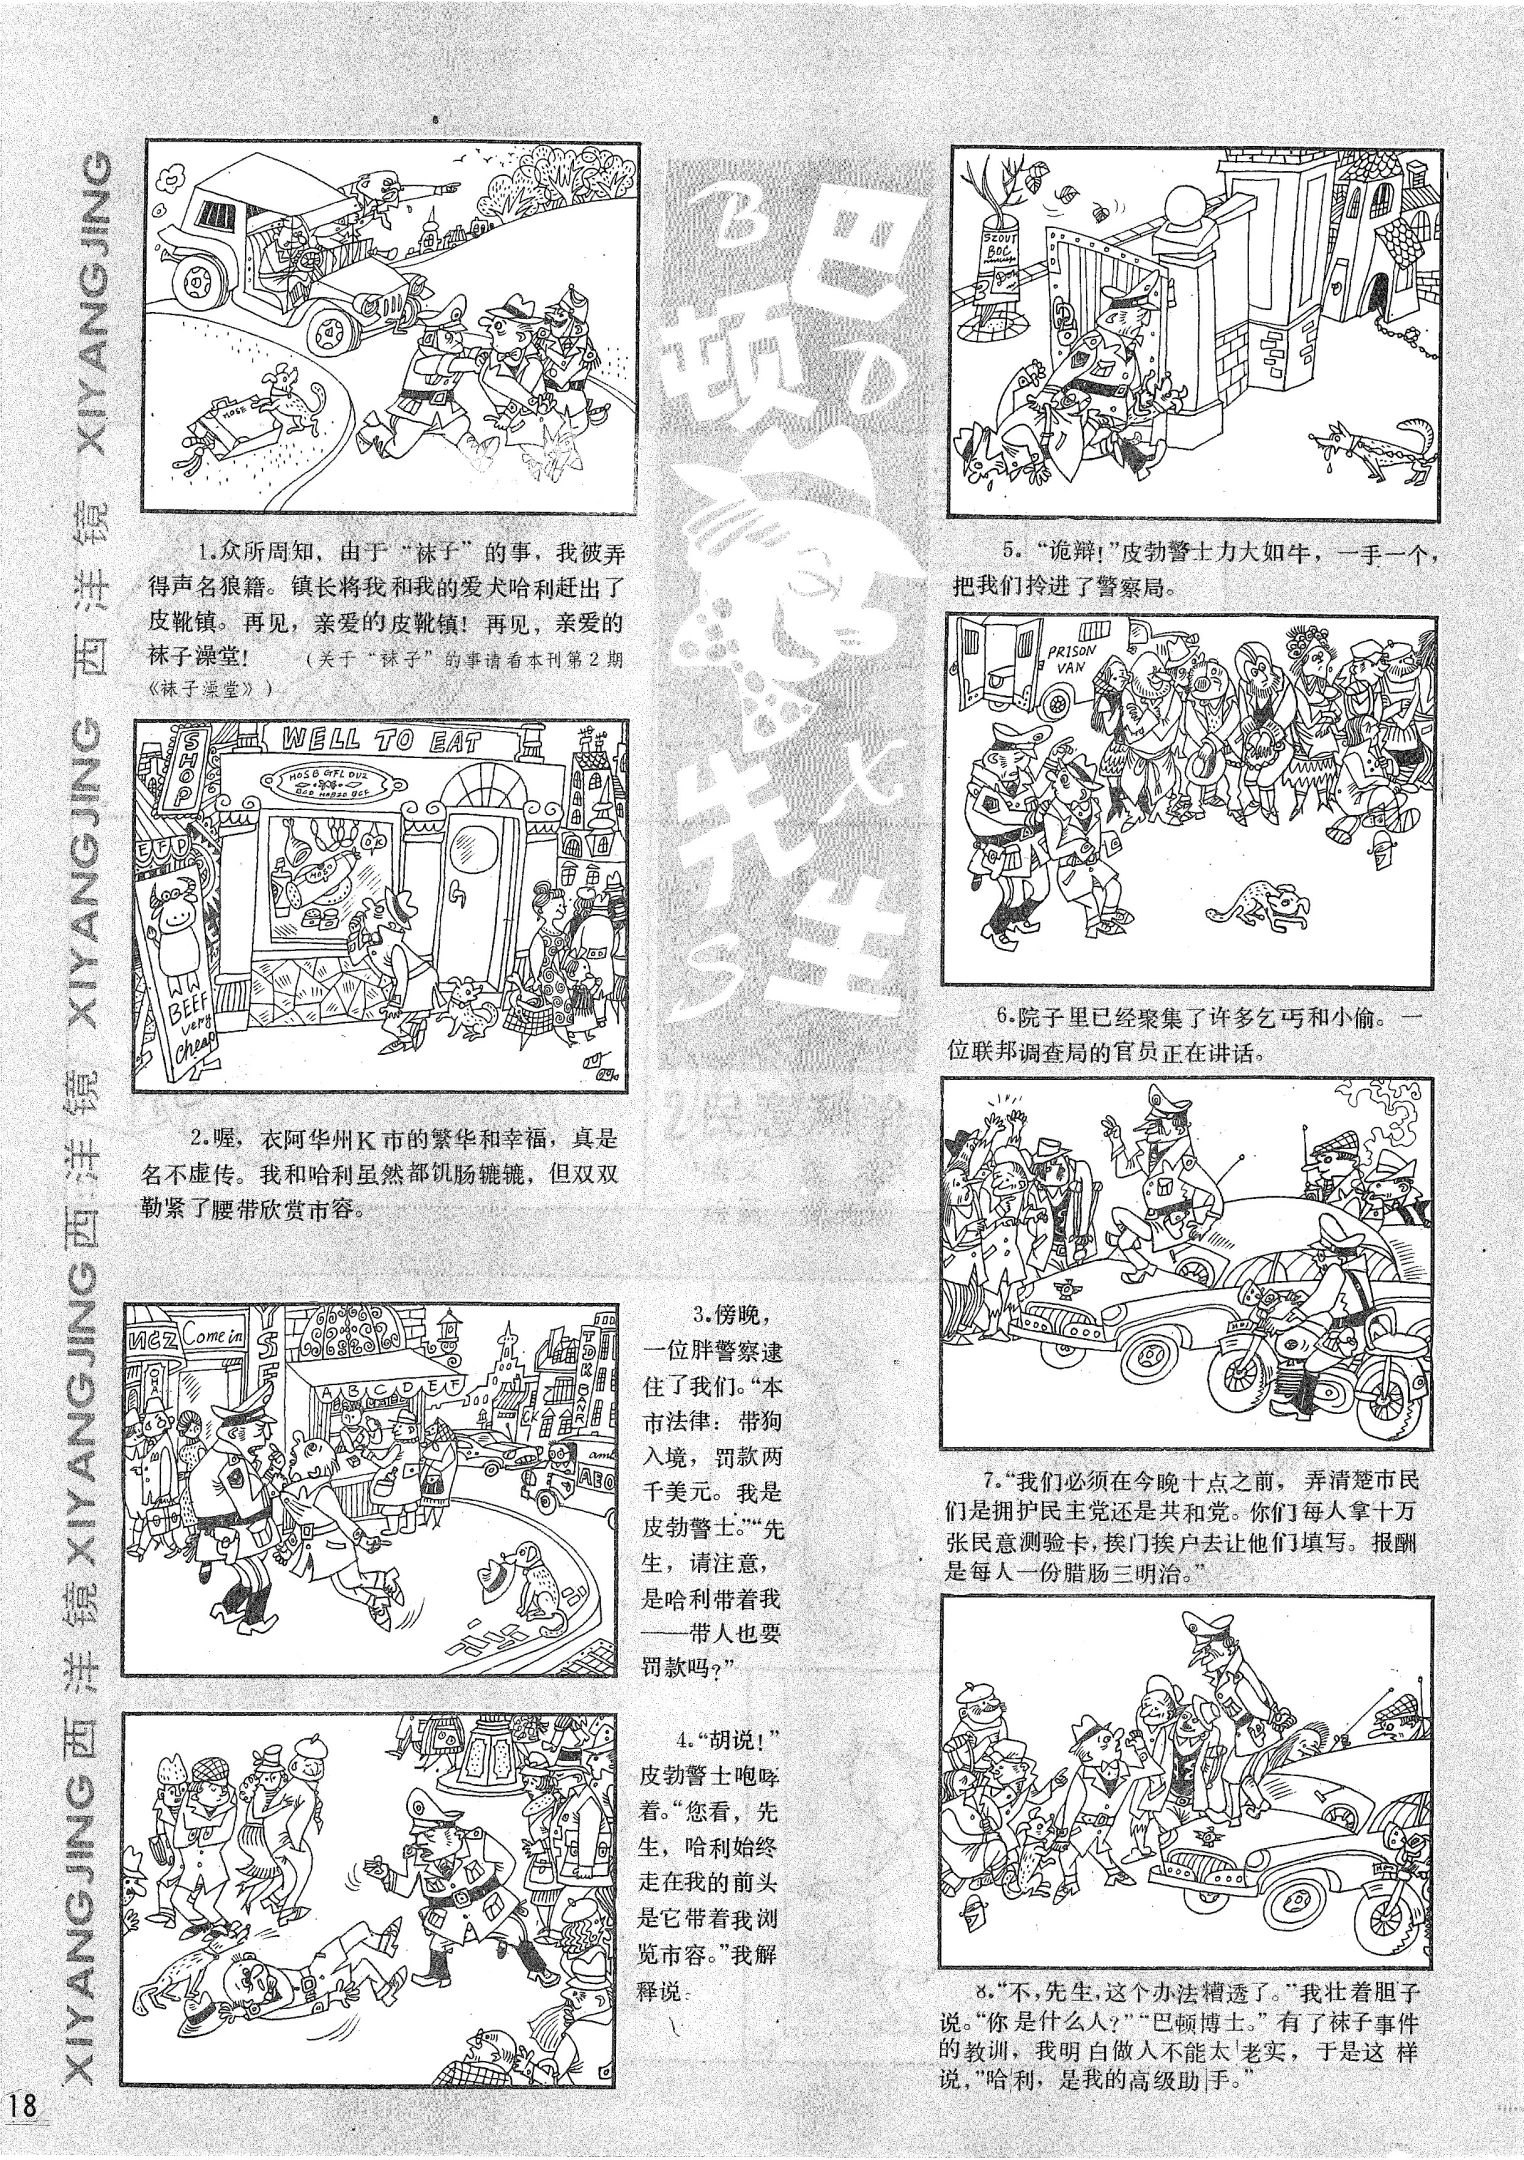 XIYANGJING 西洋镜 XIYANGJING 西洋镜 XIYANGJING 西洋镜 XIYANGJING 西洋镜 XIYANGJING
巴顿先生
B D X S
MOSE
1.众所周知，由于“袜子”的事，我被弄
得声名狼籍。镇长将我和我的爱犬哈利赶出了
皮靴镇。再见，亲爱的皮靴镇！再见，亲爱的
袜子澡堂！ （关于“袜子”的事请看本刊第2期
《袜子澡堂》）
SHOP
WELL TO EAT
EFD
OK
BEEF
very
cheap
2.喔，衣阿华州K市的繁华和幸福，真是
名不虚传。我和哈利虽然都饥肠辘辘，但双双
勒紧了腰带欣赏市容。
Come in
ABCDEF
TDK BANK
AEO
3.傍晚，
一位胖警察逮
住了我们。“本
市法律：带狗
入境，罚款两
千美元。我是
皮勃警士。”“先
生，请注意，
是哈利带着我
——带人也要
罚款吗？”
4.“胡说！”
皮勃警士咆哮
着。“您看，先
生，哈利始终
走在我的前头
是它带着我浏
览市容。”我解
释说：
SZOUT
BOC
5.“诡辩！”皮勃警士力大如牛，一手一个，
把我们拎进了警察局。
PRISON
VAN
6.院子里已经聚集了许多乞丐和小偷。一
位联邦调查局的官员正在讲话。
7.“我们必须在今晚十点之前，弄清楚市民
们是拥护民主党还是共和党。你们每人拿十万
张民意测验卡，挨门挨户去让他们填写。报酬
是每人一份腊肠三明治。”
8.“不，先生，这个办法糟透了。”我壮着胆子
说。“你是什么人？”“巴顿博士。”有了袜子事件
的教训，我明白做人不能太老实，于是这样
说，”哈利，是我的高级助手。”
18